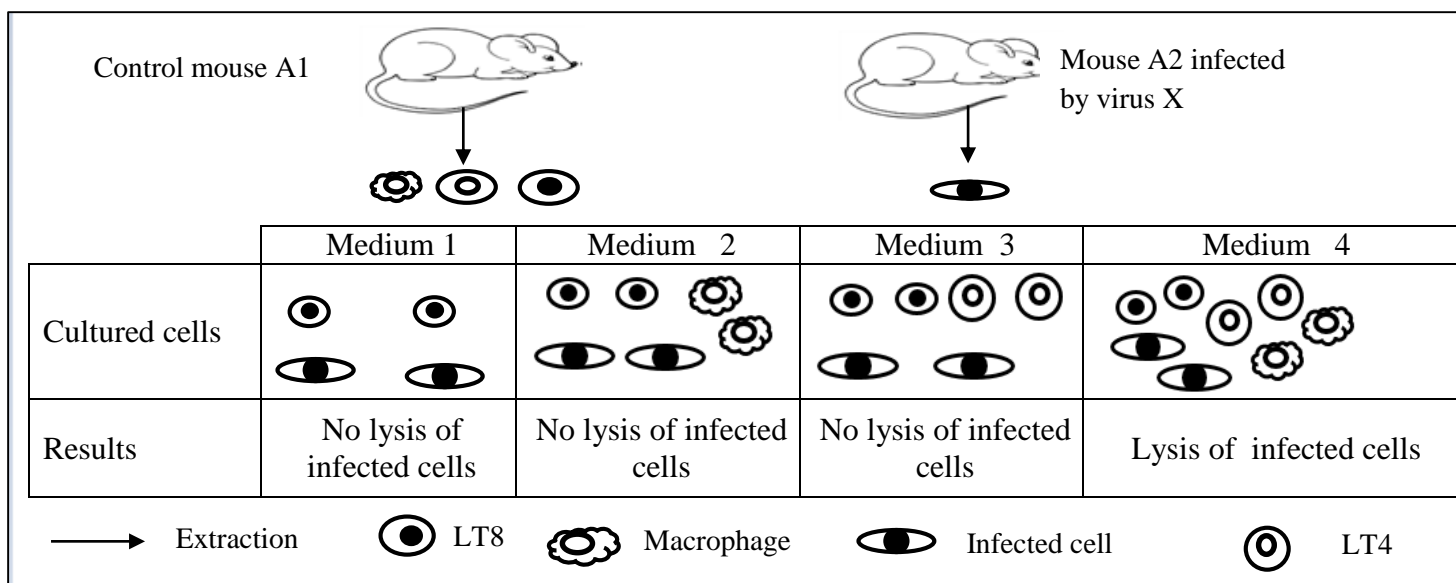 Control mouse A1
Mouse A2 infected
by virus X
Medium 1
Medium 2
Medium 3
Medium 4
Cultured cells
Results
No lysis of
infected cells
No lysis of infected
cells
No lysis of infected
cells
Lysis of infected cells
Extraction
LT8
Macrophage
Infected cell
LT4